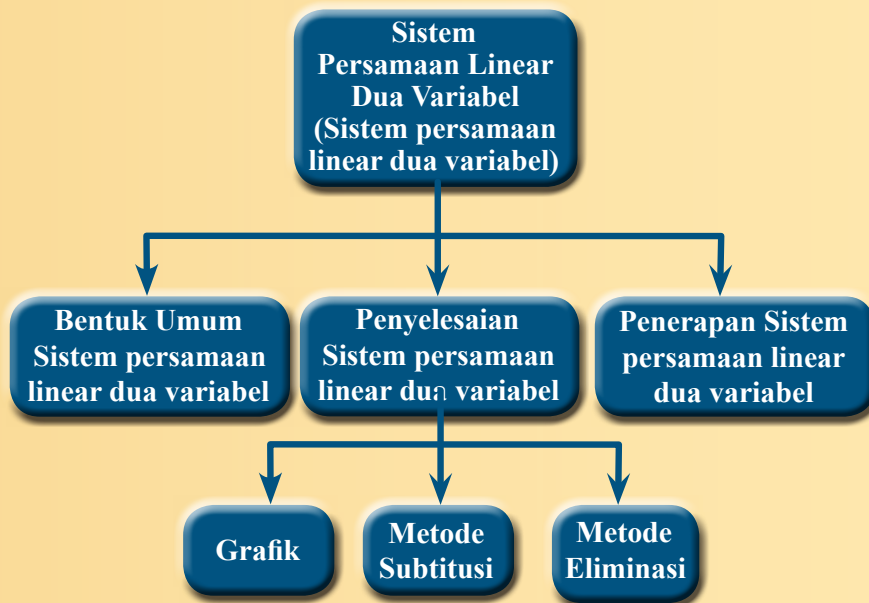 Sistem
Persamaan Linear
Dua Variabel
(Sistem persamaan
linear dua variabel)
Bentuk Umum
Sistem persamaan
linear dua variabel
Penyelesaian
Sistem persamaan
linear dua variabel
Penerapan Sistem
persamaan linear
dua variabel
Grafik
Metode
Subtitusi
Metode
Eliminasi